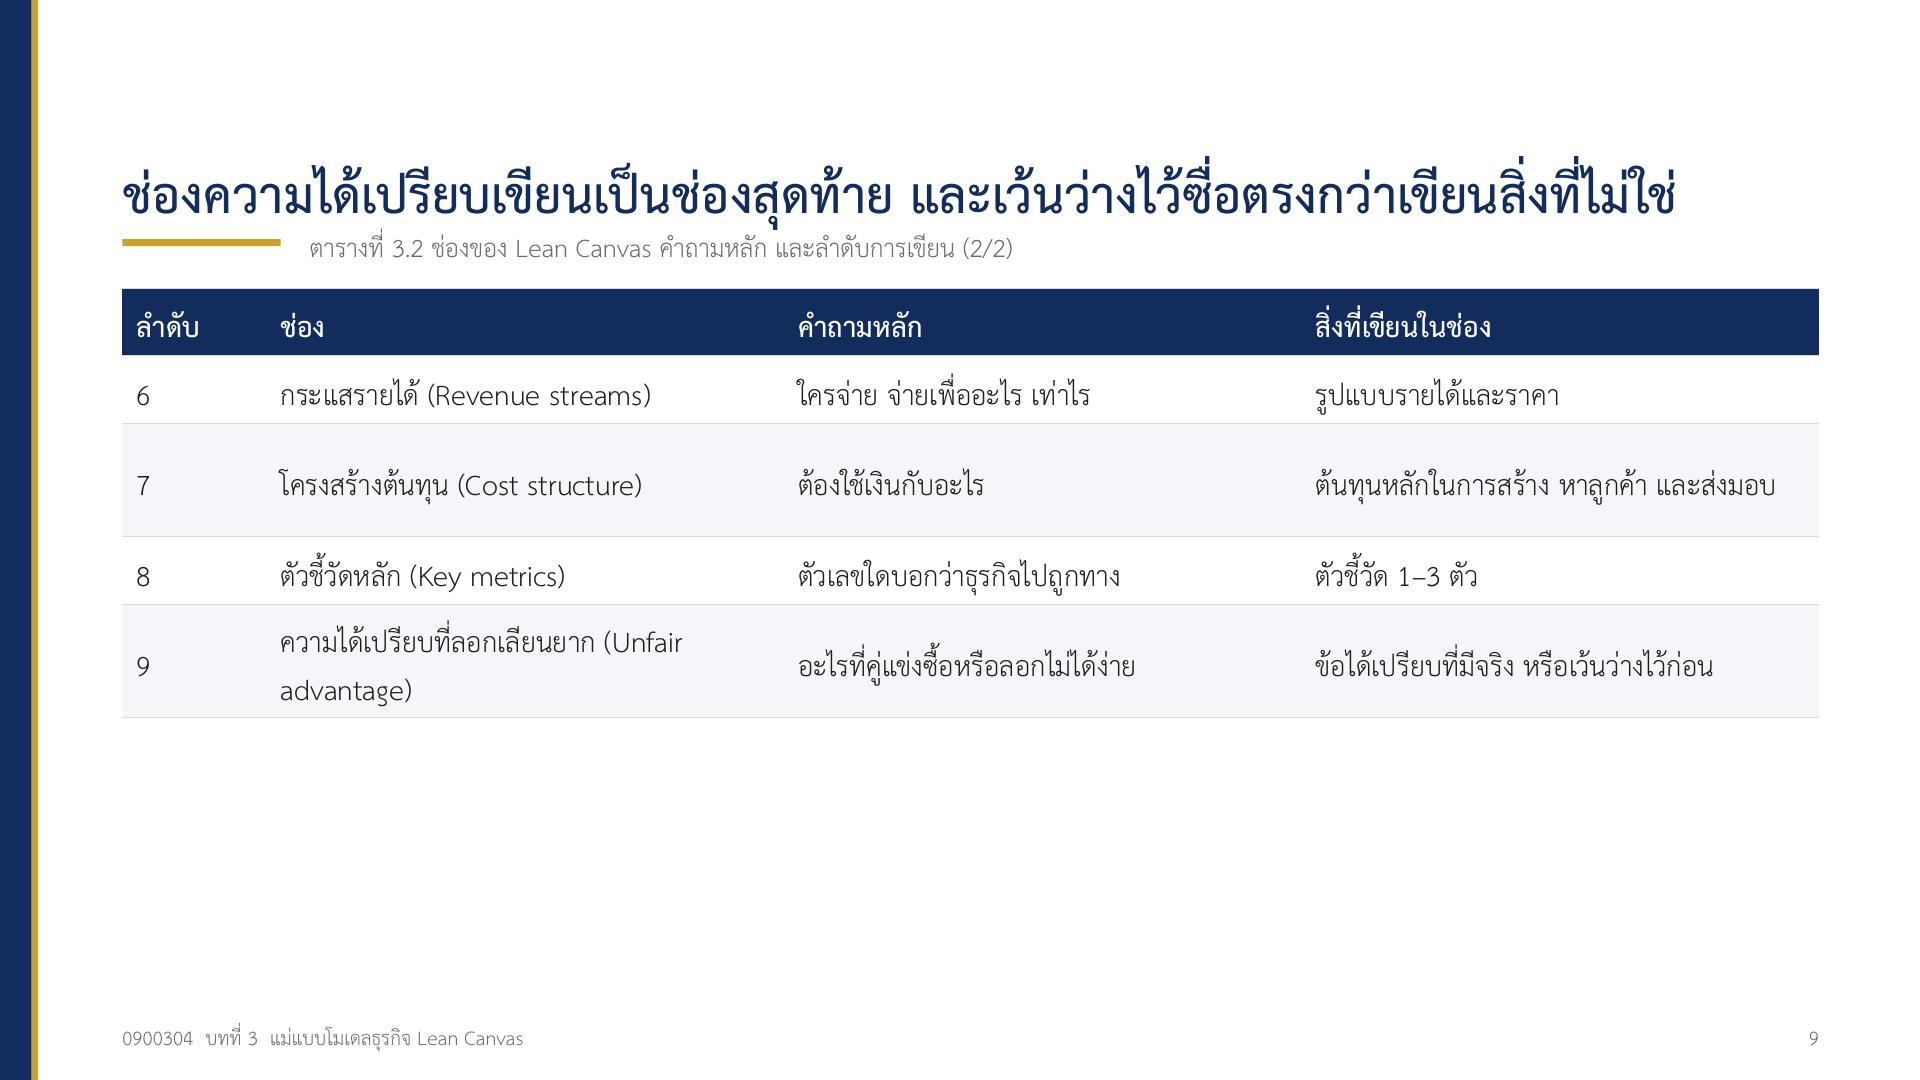 ช่องความได้เปรียบเขียนเป็นช่องสุดท้าย และเว้นว่างไว้ซื่อตรงกว่าเขียนสิ่งที่ไม่ใช่
ตารางที่ 3.2 ช่องของ Lean Canvas คำถามหลัก และลำดับการเขียน (2/2)
ลำดับ ช่อง คำถามหลัก สิ่งที่เขียนในช่อง
6 กระแสรายได้ (Revenue streams) ใครจ่าย จ่ายเพื่ออะไร เท่าไร รูปแบบรายได้และราคา
7 โครงสร้างต้นทุน (Cost structure) ต้องใช้เงินกับอะไร ต้นทุนหลักในการสร้าง หาลูกค้า และส่งมอบ
8 ตัวชี้วัดหลัก (Key metrics) ตัวเลขใดบอกว่าธุรกิจไปถูกทาง ตัวชี้วัด 1–3 ตัว
9 ความได้เปรียบที่ลอกเลียนยาก (Unfair
advantage) อะไรที่คู่แข่งซื้อหรือลอกไม่ได้ง่าย ข้อได้เปรียบที่มีจริง หรือเว้นว่างไว้ก่อน
0900304 บทที่ 3 แม่แบบโมเดลธุรกิจ Lean Canvas 9